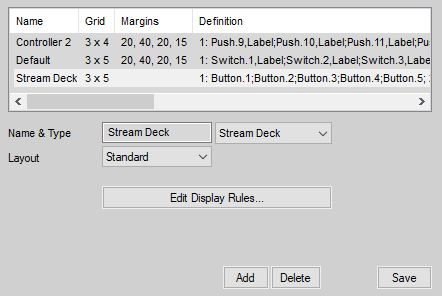 Name Grid Margins Definition
Controller 2 3 x 4 20, 40, 20, 15 1: Push.9,Label;Push.10,Label;Push.11,Label;Pu
Default 3 x 5 20, 40, 20, 15 1: Switch.1,Label;Switch.2,Label;Switch.3,Label
Stream Deck 3 x 5 1: Button.1;Button.2;Button.3;Button.4;Button.5; 2
Name & Type Stream Deck Stream Deck
Layout Standard
Edit Display Rules...
Add Delete Save